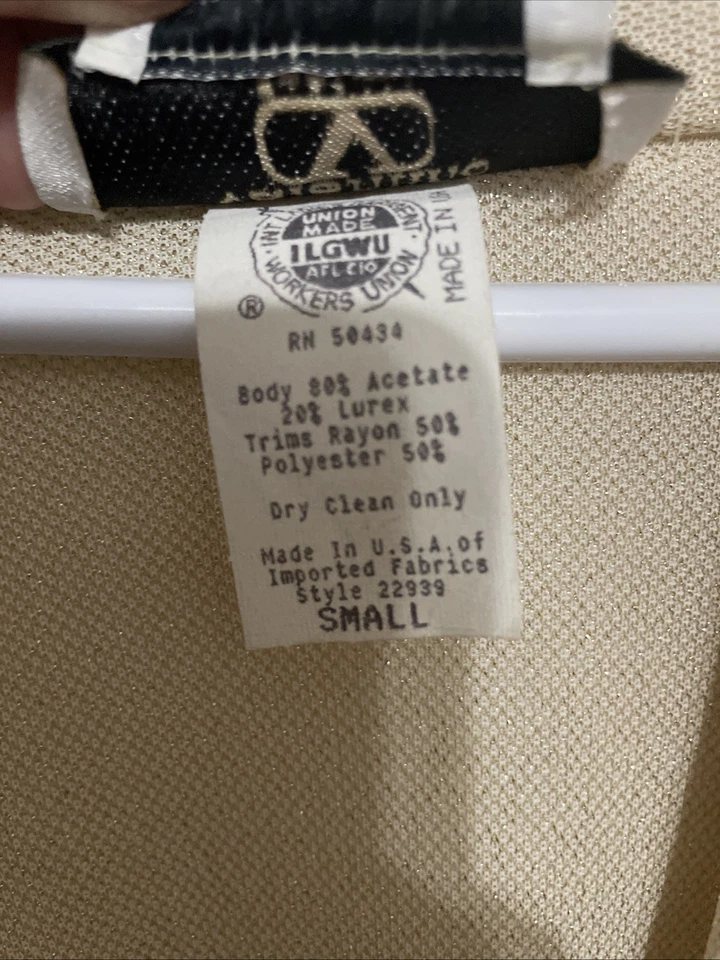 UNION
MADE
ILGWU
AFL CIO
INT'L
WORKERS UNION
MADE IN
®
RN 50434
Body 80% Acetate
20% Lurex
Trims Rayon 50%
Polyester 50%
Dry Clean Only
Made In U.S.A.of
Imported Fabrics
Style 22939
SMALL